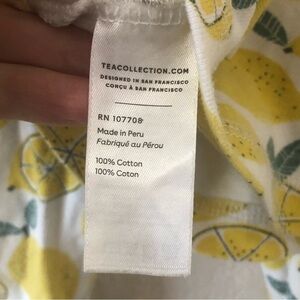 TEACOLLECTION.COM
DESIGNED IN SAN FRANCISCO
CONÇU À SAN FRANCISCO
RN 107708
Made in Peru
Fabriqué au Pérou
100% Cotton
100% Coton